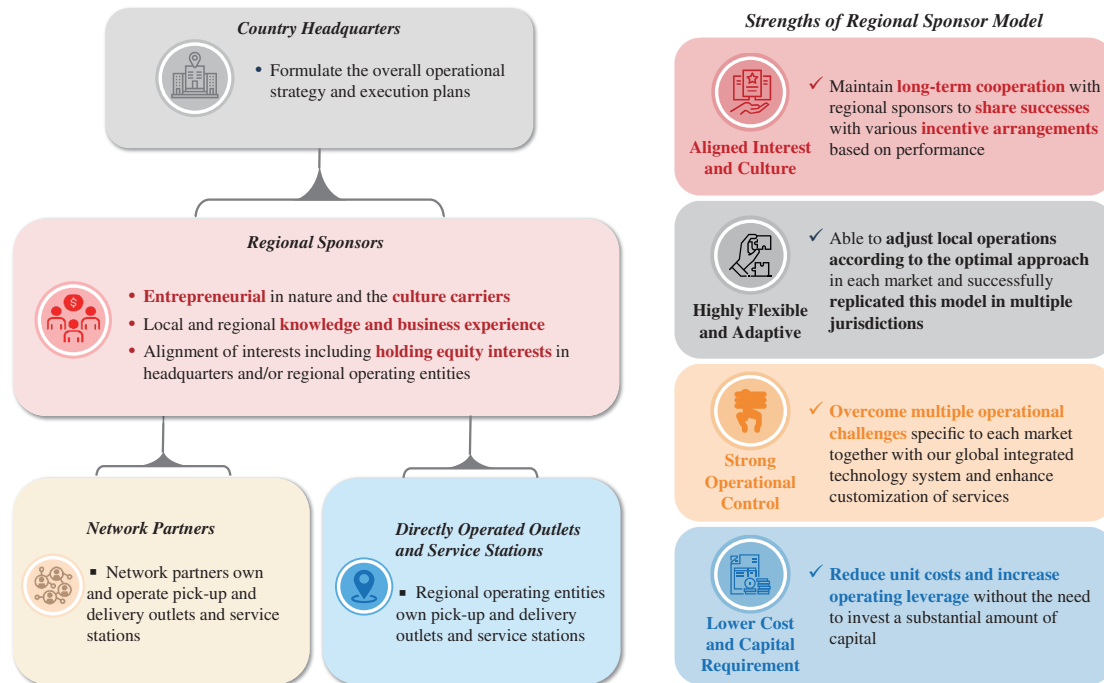 Country Headquarters
• Formulate the overall operational
strategy and execution plans
Regional Sponsors
• Entrepreneurial in nature and the culture carriers
• Local and regional knowledge and business experience
• Alignment of interests including holding equity interests in
headquarters and/or regional operating entities
Network Partners
▪ Network partners own
and operate pick-up and
delivery outlets and service
stations
Directly Operated Outlets
and Service Stations
▪ Regional operating entities
own pick-up and delivery
outlets and service stations
Strengths of Regional Sponsor Model
Aligned Interest
and Culture
✓ Maintain long-term cooperation with
regional sponsors to share successes
with various incentive arrangements
based on performance
Highly Flexible
and Adaptive
✓ Able to adjust local operations
according to the optimal approach
in each market and successfully
replicated this model in multiple
jurisdictions
Strong
Operational
Control
✓ Overcome multiple operational
challenges specific to each market
together with our global integrated
technology system and enhance
customization of services
Lower Cost
and Capital
Requirement
✓ Reduce unit costs and increase
operating leverage without the need
to invest a substantial amount of
capital